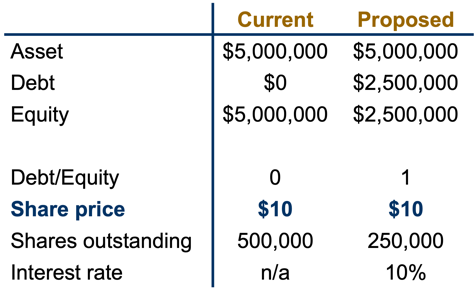 Current Proposed
Asset $5,000,000 $5,000,000
Debt $0 $2,500,000
Equity $5,000,000 $2,500,000
Debt/Equity 0 1
Share price $10 $10
Shares outstanding 500,000 250,000
Interest rate n/a 10%